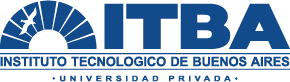 ITBA
INSTITUTO TECNOLOGICO DE BUENOS AIRES
· UNIVERSIDAD PRIVADA ·